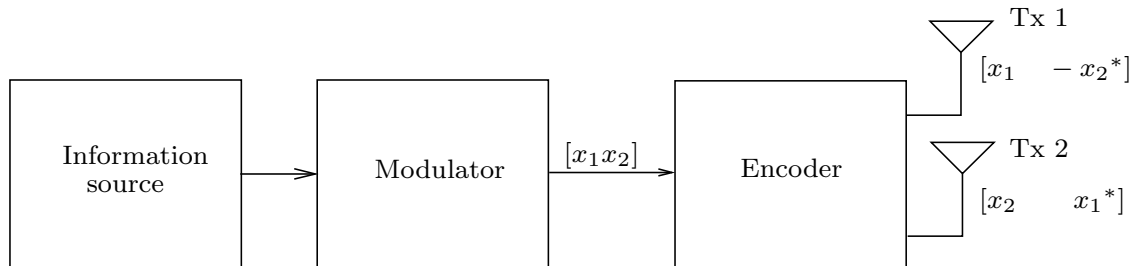 Tx 1
[x₁ − x₂*]
Information
source
Modulator
[x₁x₂]
Encoder
Tx 2
[x₂ x₁*]